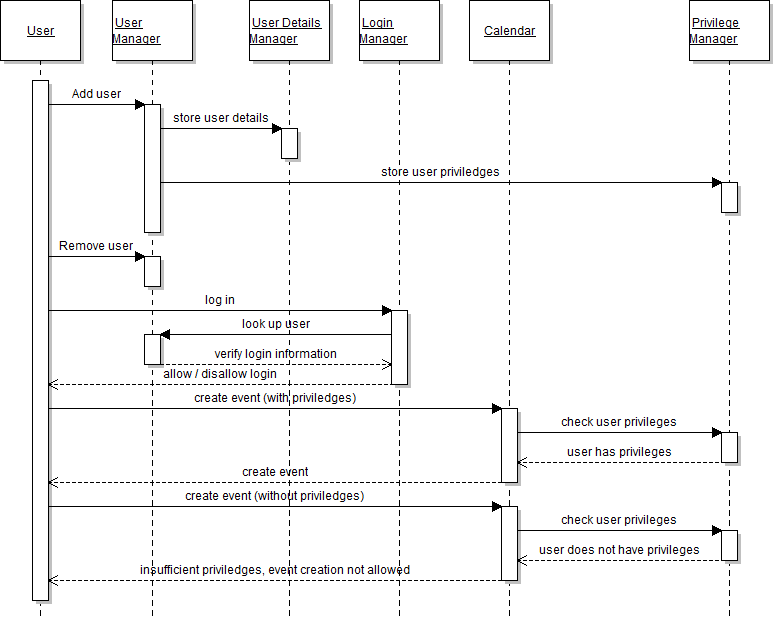 User
User
Manager
User Details
Manager
Login
Manager
Calendar
Privilege
Manager
Add user
store user details
store user priviledges
Remove user
log in
look up user
verify login information
allow / disallow login
create event (with priviledges)
check user privileges
user has privileges
create event
create event (without priviledges)
check user privileges
user does not have privileges
insufficient priviledges, event creation not allowed